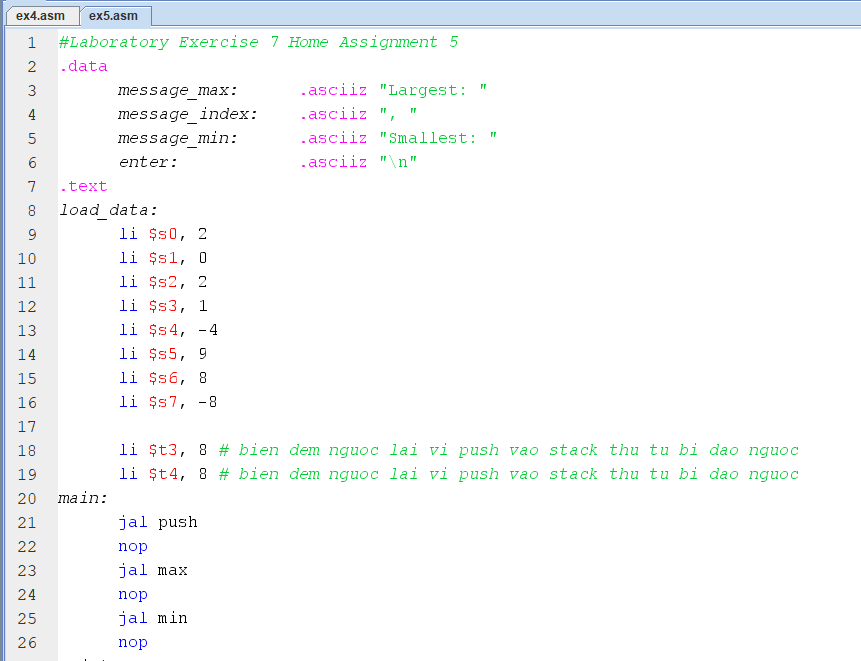 ex4.asm ex5.asm
1 #Laboratory Exercise 7 Home Assignment 5
2 .data
3 message_max: .asciiz "Largest: "
4 message_index: .asciiz ", "
5 message_min: .asciiz "Smallest: "
6 enter: .asciiz "\n"
7 .text
8 load_data:
9 li $s0, 2
10 li $s1, 0
11 li $s2, 2
12 li $s3, 1
13 li $s4, -4
14 li $s5, 9
15 li $s6, 8
16 li $s7, -8
17
18 li $t3, 8 # bien dem nguoc lai vi push vao stack thu tu bi dao nguoc
19 li $t4, 8 # bien dem nguoc lai vi push vao stack thu tu bi dao nguoc
20 main:
21 jal push
22 nop
23 jal max
24 nop
25 jal min
26 nop